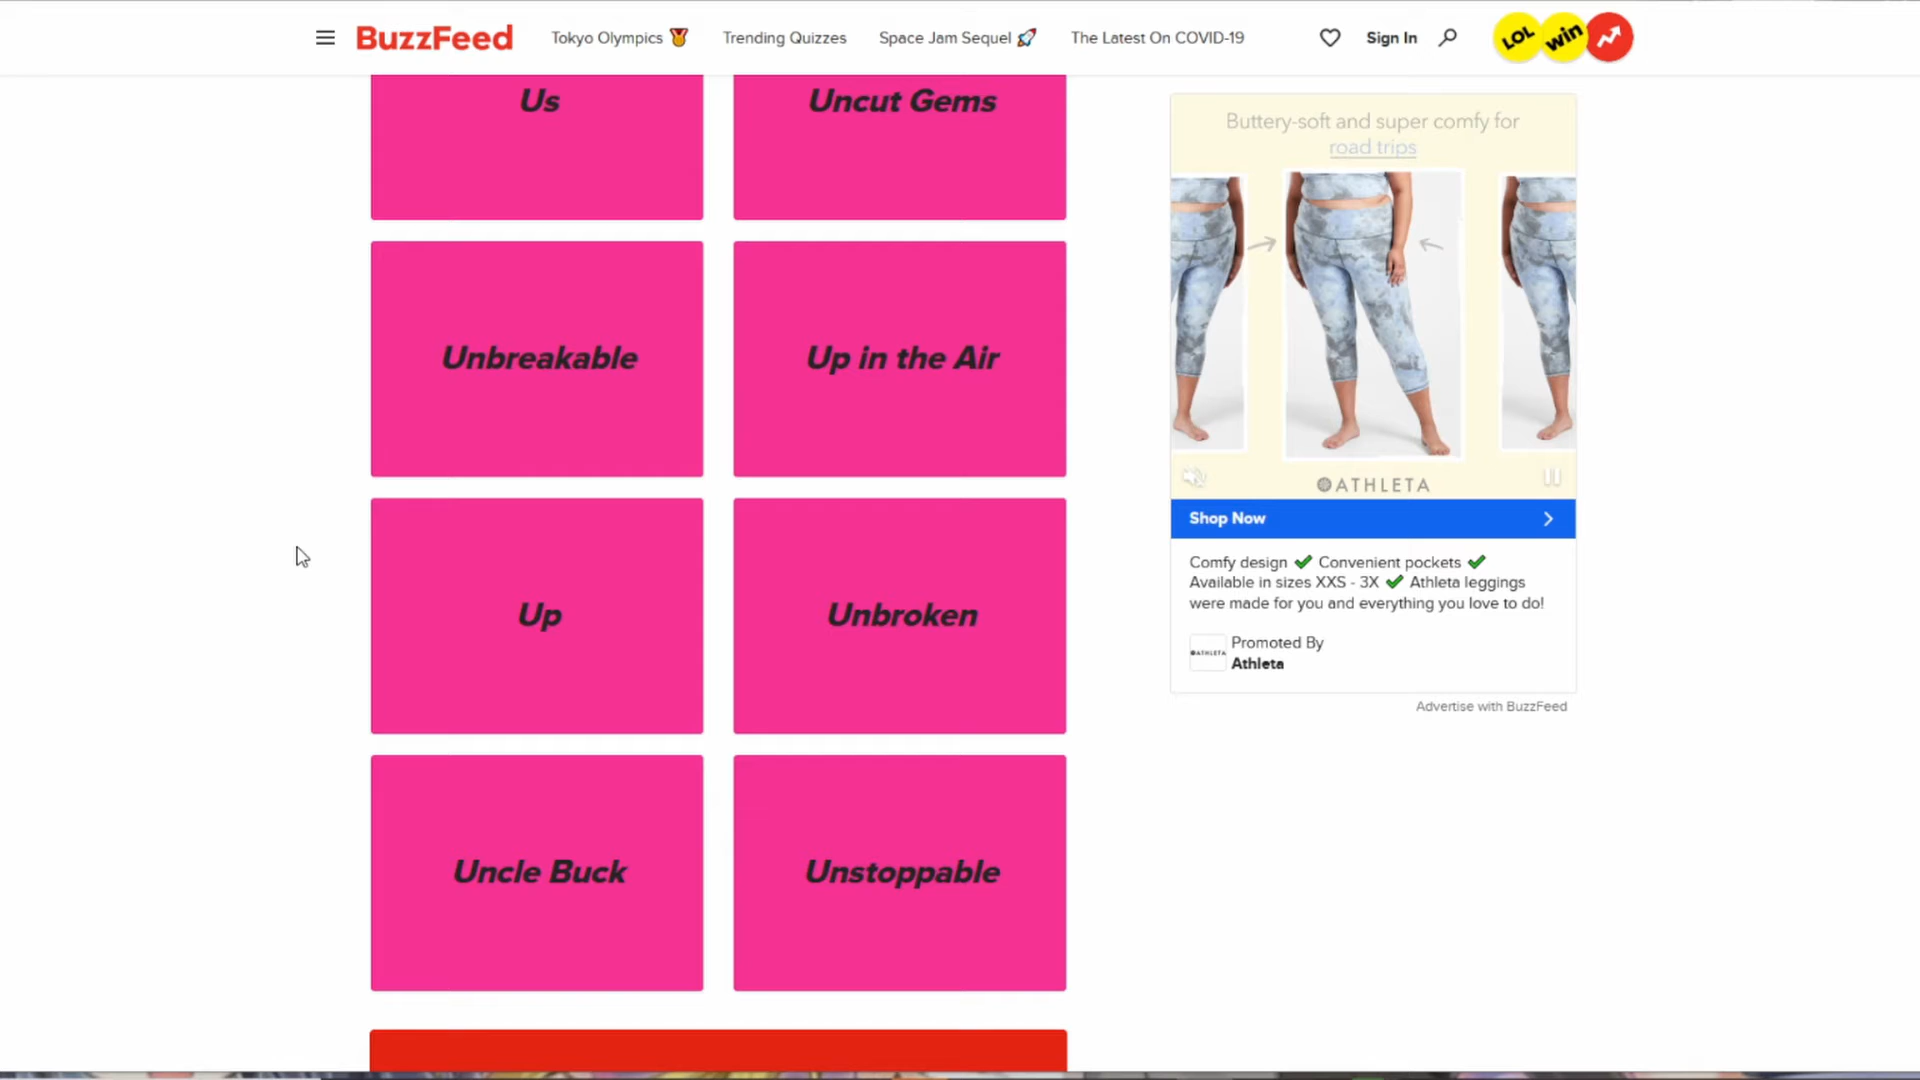 BuzzFeed
Tokyo Olympics
Trending Quizzes
Space Jam Sequel
The Latest On COVID-19
Sign In
LOL
win
Us
Uncut Gems
Unbreakable
Up in the Air
Up
Unbroken
Uncle Buck
Unstoppable
Buttery-soft and super comfy for
road trips
ATHLETA
Shop Now
Comfy design ✔ Convenient pockets ✔
Available in sizes XXS - 3X ✔ Athleta leggings
were made for you and everything you love to do!
ATHLETA
Promoted By
Athleta
Advertise with BuzzFeed